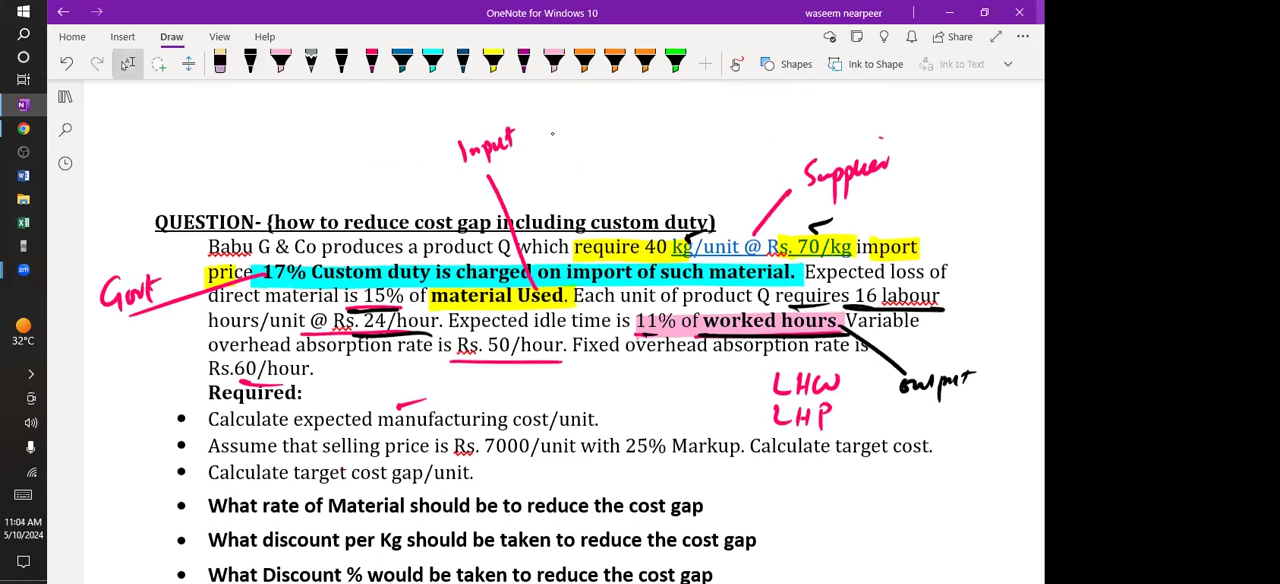 OneNote for Windows 10
waseem nearpeer
Home Insert Draw View Help
Share
Shapes Ink to Shape Ink to Text
Input
Supplier
QUESTION- {how to reduce cost gap including custom duty)
Babu G & Co produces a product Q which require 40 kg/unit @ Rs. 70/kg import
price 17% Custom duty is charged on import of such material. Expected loss of
Govt
direct material is 15% of material Used. Each unit of product Q requires 16 labour
hours/unit @ Rs. 24/hour. Expected idle time is 11% of worked hours. Variable
overhead absorption rate is Rs. 50/hour. Fixed overhead absorption rate is
Rs.60/hour.
output
LHW
LHP
Required:
• Calculate expected manufacturing cost/unit.
• Assume that selling price is Rs. 7000/unit with 25% Markup. Calculate target cost.
• Calculate target cost gap/unit.
• What rate of Material should be to reduce the cost gap
• What discount per Kg should be taken to reduce the cost gap
• What Discount % would be taken to reduce the cost gap
32°C
11:04 AM
5/10/2024